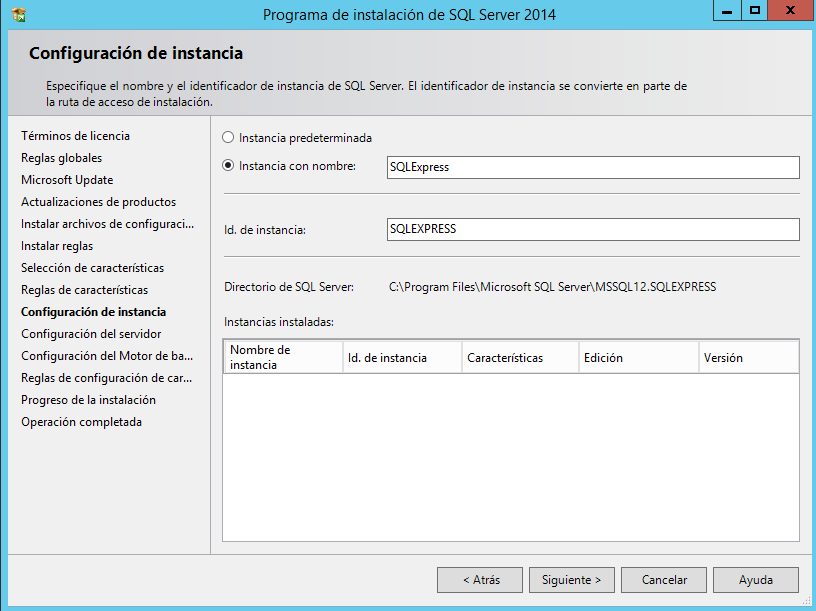 Programa de instalación de SQL Server 2014
Configuración de instancia
Especifique el nombre y el identificador de instancia de SQL Server. El identificador de instancia se convierte en parte de
la ruta de acceso de instalación.
Términos de licencia
Reglas globales
Microsoft Update
Actualizaciones de productos
Instalar archivos de configuraci...
Instalar reglas
Selección de características
Reglas de características
Configuración de instancia
Configuración del servidor
Configuración del Motor de ba...
Reglas de configuración de car...
Progreso de la instalación
Operación completada
Instancia predeterminada
Instancia con nombre: SQLExpress
Id. de instancia: SQLEXPRESS
Directorio de SQL Server: C:\Program Files\Microsoft SQL Server\MSSQL12.SQLEXPRESS
Instancias instaladas:
Nombre de
instancia
Id. de instancia
Características
Edición
Versión
< Atrás
Siguiente >
Cancelar
Ayuda